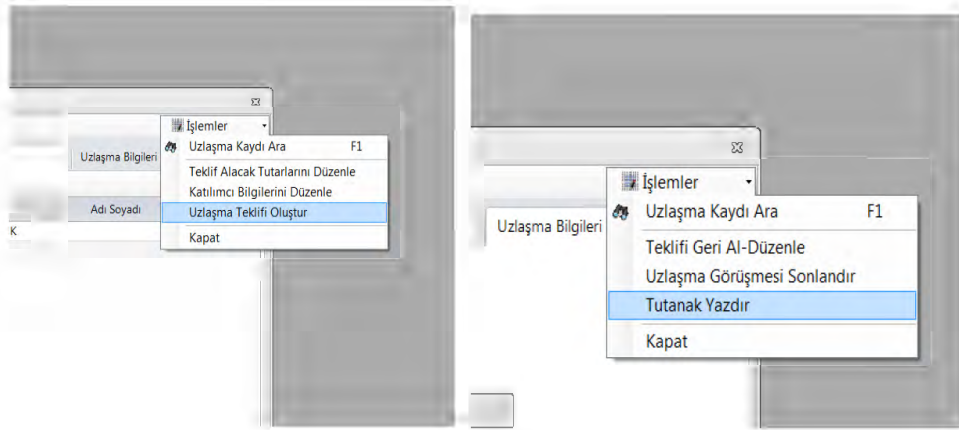 İşlemler
Uzlaşma Kaydı Ara F1
Uzlaşma Bilgileri
Teklif Alacak Tutarlarını Düzenle
Katılımcı Bilgilerini Düzenle
Adı Soyadı
Uzlaşma Teklifi Oluştur
K
Kapat
İşlemler
Uzlaşma Kaydı Ara F1
Uzlaşma Bilgileri
Teklifi Geri Al-Düzenle
Uzlaşma Görüşmesi Sonlandır
Tutanak Yazdır
Kapat